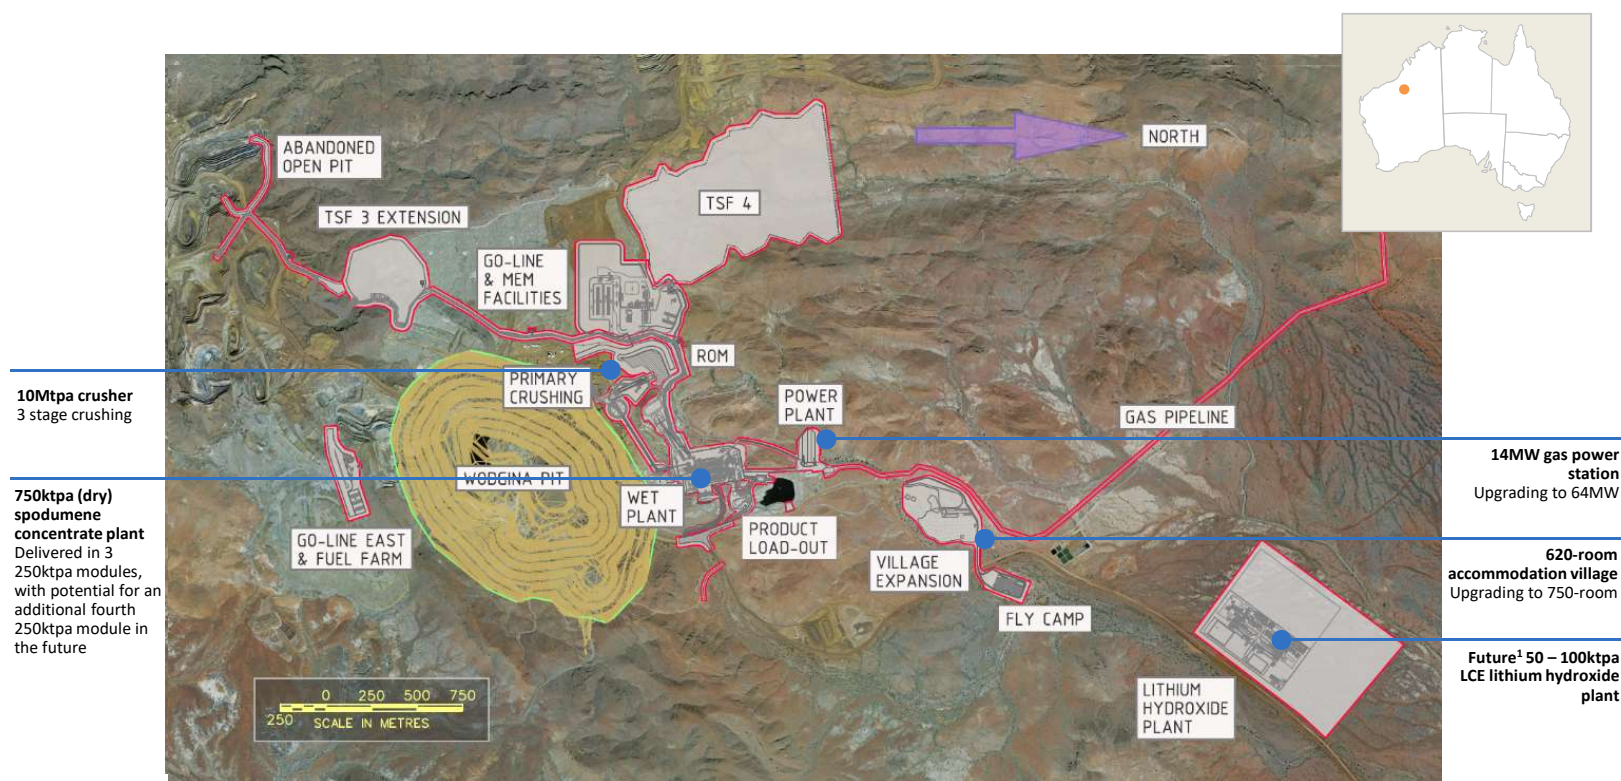 ABANDONED
OPEN PIT
TSF 3 EXTENSION
GO-LINE
& MEM
FACILITIES
TSF 4
NORTH
ROM
PRIMARY
CRUSHING
POWER
PLANT
GAS PIPELINE
WODGINA PIT
WET
PLANT
PRODUCT
LOAD-OUT
GO-LINE EAST
& FUEL FARM
VILLAGE
EXPANSION
FLY CAMP
LITHIUM
HYDROXIDE
PLANT
0 250 500 750
250
SCALE IN METRES
10Mtpa crusher
3 stage crushing
750ktpa (dry)
spodumene
concentrate plant
Delivered in 3
250ktpa modules,
with potential for an
additional fourth
250ktpa module in
the future
14MW gas power
station
Upgrading to 64MW
620-room
accommodation village
Upgrading to 750-room
Future¹ 50 – 100ktpa
LCE lithium hydroxide
plant